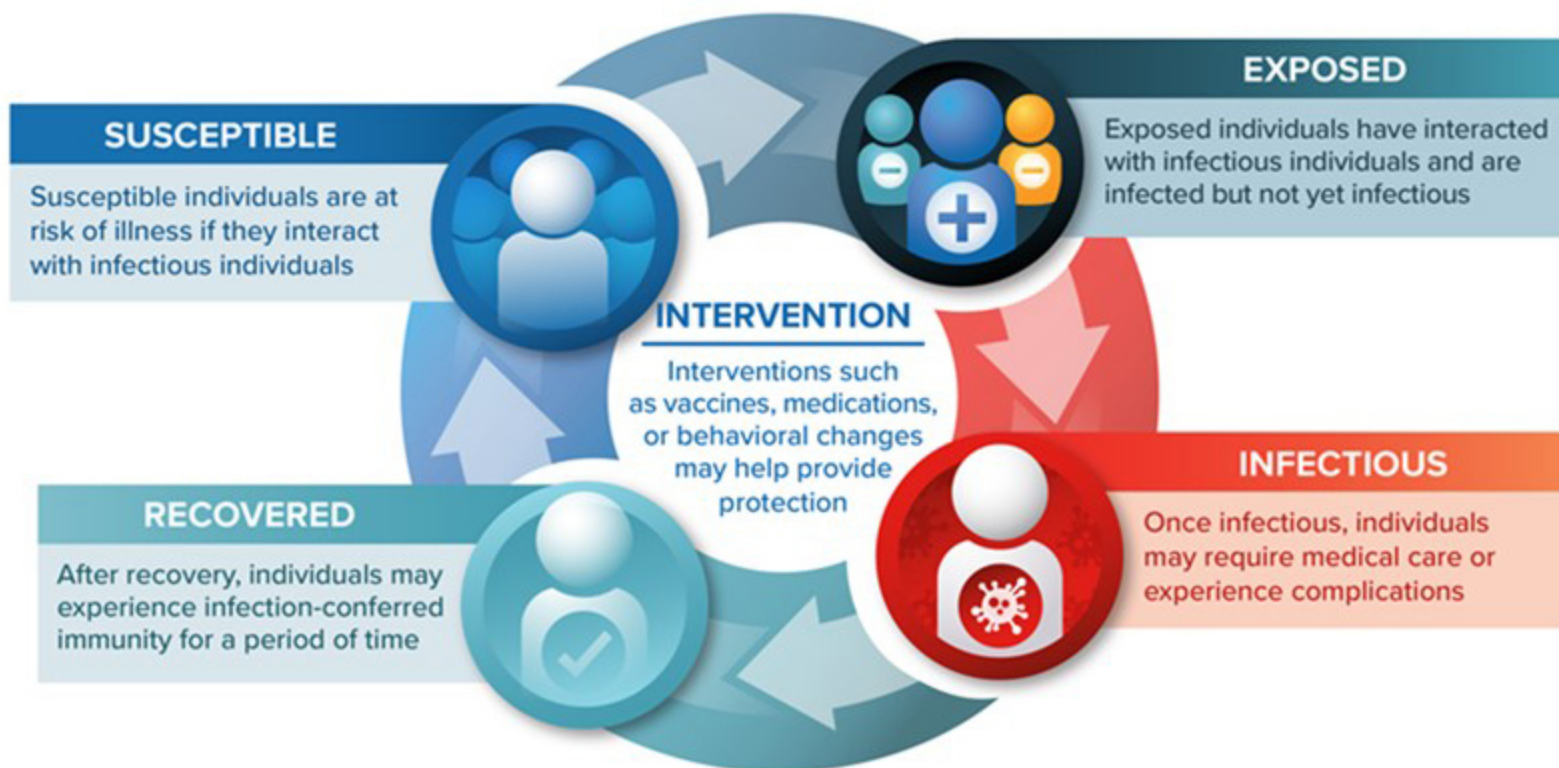 SUSCEPTIBLE
Susceptible individuals are at
risk of illness if they interact
with infectious individuals
EXPOSED
Exposed individuals have interacted
with infectious individuals and are
infected but not yet infectious
INTERVENTION
Interventions such
as vaccines, medications,
or behavioral changes
may help provide
protection
INFECTIOUS
Once infectious, individuals
may require medical care or
experience complications
RECOVERED
After recovery, individuals may
experience infection-conferred
immunity for a period of time